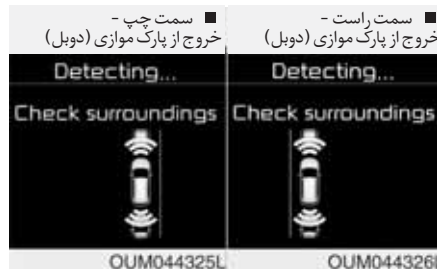 ■ سمت راست -
خروج از پارک موازی (دوبل)
Detecting...
Check surroundings
OUM044326
■ سمت چپ -
خروج از پارک موازی (دوبل)
Detecting...
Check surroundings
OUM044325L